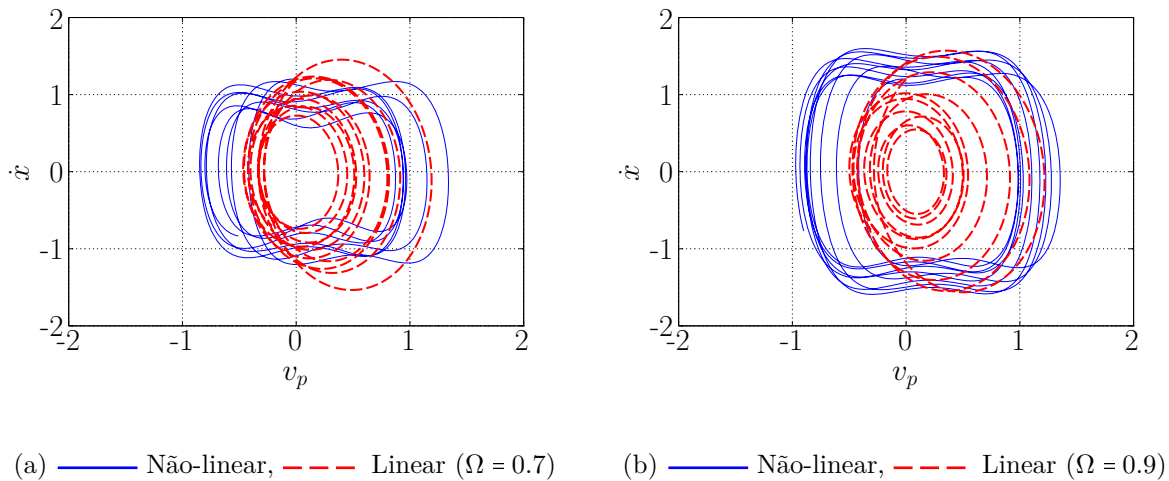 2
2
1
1
ẋ
0
ẋ
0
-1
-1
-2
-2
-2 -1 0 1 2
-2 -1 0 1 2
v_p
v_p
(a) Não-linear, Linear (Ω = 0.7)
(b) Não-linear, Linear (Ω = 0.9)